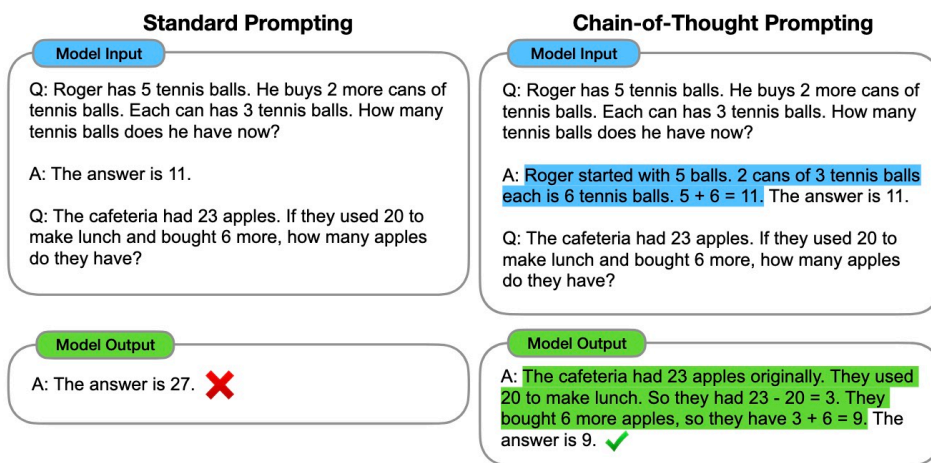 Standard Prompting
Model Input
Q: Roger has 5 tennis balls. He buys 2 more cans of
tennis balls. Each can has 3 tennis balls. How many
tennis balls does he have now?
A: The answer is 11.
Q: The cafeteria had 23 apples. If they used 20 to
make lunch and bought 6 more, how many apples
do they have?
Model Output
A: The answer is 27.
Chain-of-Thought Prompting
Model Input
Q: Roger has 5 tennis balls. He buys 2 more cans of
tennis balls. Each can has 3 tennis balls. How many
tennis balls does he have now?
A: Roger started with 5 balls. 2 cans of 3 tennis balls
each is 6 tennis balls. 5 + 6 = 11. The answer is 11.
Q: The cafeteria had 23 apples. If they used 20 to
make lunch and bought 6 more, how many apples
do they have?
Model Output
A: The cafeteria had 23 apples originally. They used
20 to make lunch. So they had 23 - 20 = 3. They
bought 6 more apples, so they have 3 + 6 = 9. The
answer is 9.